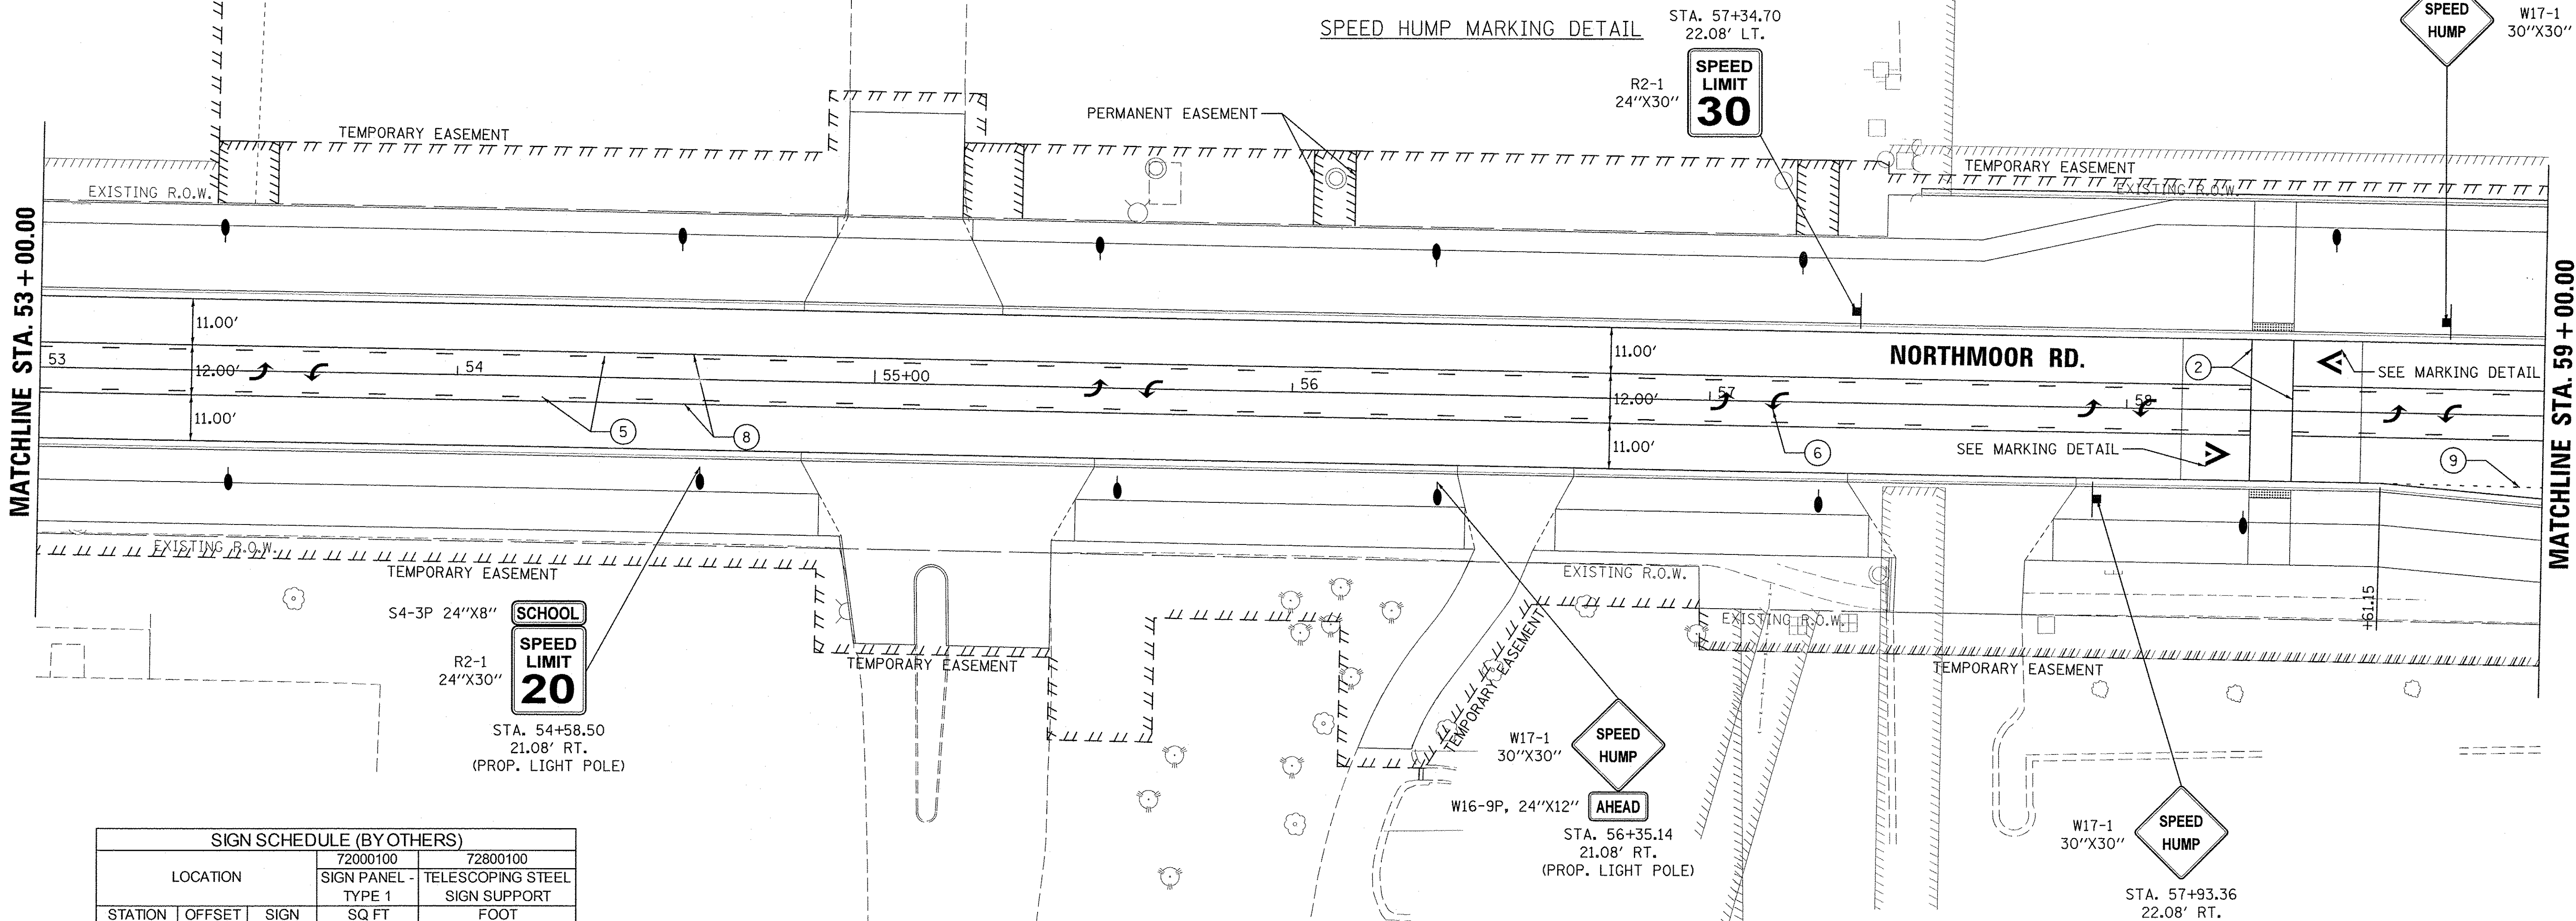 SPEED HUMP MARKING DETAIL
STA. 57+34.70
22.08' LT.
R2-1
24"X30"
SPEED
LIMIT
30
SPEED
HUMP
W17-1
30"X30"
PERMANENT EASEMENT
TEMPORARY EASEMENT
TEMPORARY EASEMENT
EXISTING R.O.W.
EXISTING R.O.W.
MATCHLINE STA. 53+00.00
MATCHLINE STA. 59+00.00
11.00'
12.00'
11.00'
53
54
55+00
56
57
58
11.00'
12.00'
11.00'
NORTHMOOR RD.
2
SEE MARKING DETAIL
SEE MARKING DETAIL
5
8
6
9
EXISTING R.O.W.
TEMPORARY EASEMENT
EXISTING R.O.W.
EXISTING R.O.W.
+61.15
TEMPORARY EASEMENT
TEMPORARY EASEMENT
TEMPORARY EASEMENT
S4-3P 24"X8"
SCHOOL
R2-1
24"X30"
SPEED
LIMIT
20
STA. 54+58.50
21.08' RT.
(PROP. LIGHT POLE)
W17-1
30"X30"
SPEED
HUMP
W16-9P, 24"X12"
AHEAD
STA. 56+35.14
21.08' RT.
(PROP. LIGHT POLE)
W17-1
30"X30"
SPEED
HUMP
STA. 57+93.36
22.08' RT.
SIGN SCHEDULE (BY OTHERS)
LOCATION
72000100
72800100
SIGN PANEL -
TYPE 1
TELESCOPING STEEL
SIGN SUPPORT
STATION OFFSET SIGN SQ FT FOOT